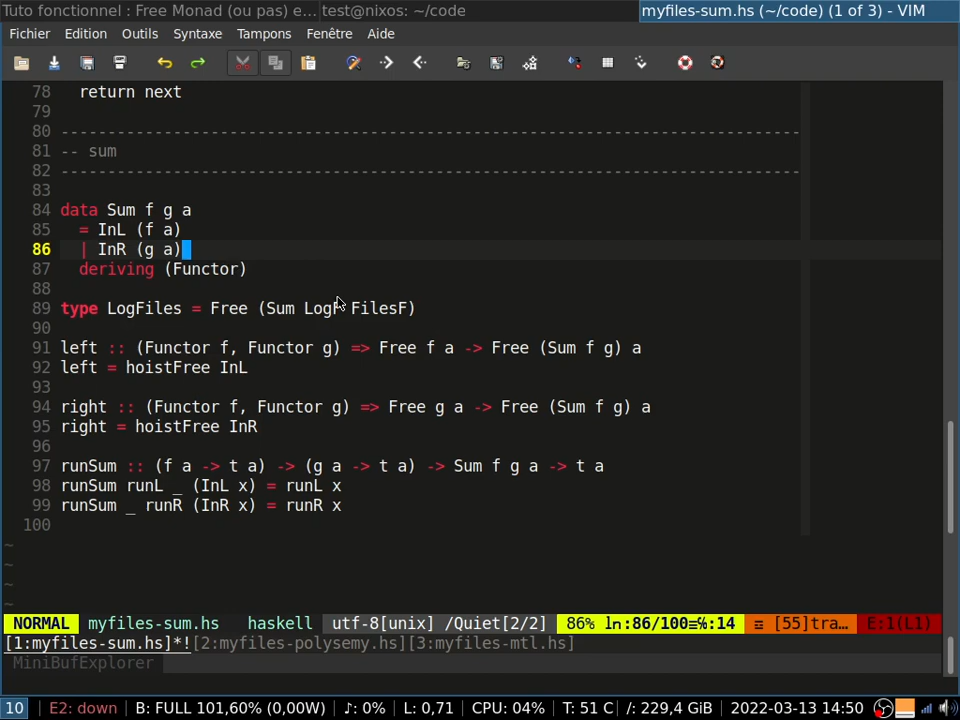 Tuto fonctionnel : Free Monad (ou pas) e... test@nixos: ~/code myfiles-sum.hs (~/code) (1 of 3) - VIM
Fichier Edition Outils Syntaxe Tampons Fenêtre Aide
78 return next
79
80 -------------------------------------------------------------------------------
81 -- sum
82 -------------------------------------------------------------------------------
83
84 data Sum f g a
85 = InL (f a)
86 | InR (g a)
87 deriving (Functor)
88
89 type LogFiles = Free (Sum LogF FilesF)
90
91 left :: (Functor f, Functor g) => Free f a -> Free (Sum f g) a
92 left = hoistFree InL
93
94 right :: (Functor f, Functor g) => Free g a -> Free (Sum f g) a
95 right = hoistFree InR
96
97 runSum :: (f a -> t a) -> (g a -> t a) -> Sum f g a -> t a
98 runSum runL _ (InL x) = runL x
99 runSum _ runR (InR x) = runR x
100
~
~
~
~
NORMAL myfiles-sum.hs haskell utf-8[unix] /Quiet[2/2] 86% ln:86/100≡℅:14 ☲ [55]tra… E:1(L1)
[1:myfiles-sum.hs]*![2:myfiles-polysemy.hs][3:myfiles-mtl.hs]
MiniBufExplorer
10 E2: down | B: FULL 101,60% (0,00W) | ♪: 0% | L: 0,71 | CPU: 04% | T: 51 C | /: 229,4 GiB | 2022-03-13 14:50